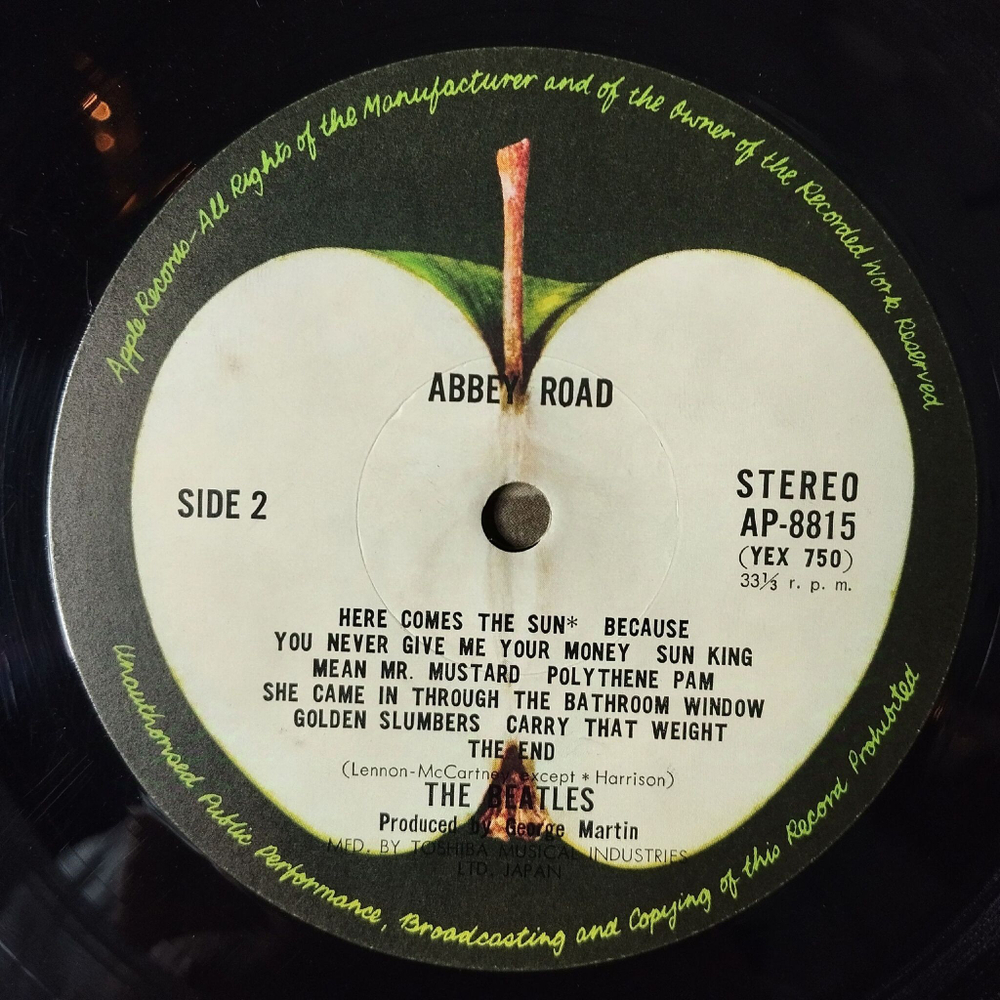 Apple Records-All Rights of the Manufacturer and of the Owner of the Recorded Work Reserved
ABBEY ROAD
SIDE 2
STEREO
AP-8815
(YEX 750)
33⅓ r. p. m.
HERE COMES THE SUN* BECAUSE
YOU NEVER GIVE ME YOUR MONEY SUN KING
MEAN MR. MUSTARD POLYTHENE PAM
SHE CAME IN THROUGH THE BATHROOM WINDOW
GOLDEN SLUMBERS CARRY THAT WEIGHT
THE END
(Lennon-McCartney except * Harrison)
THE BEATLES
Produced by George Martin
MFD. BY TOSHIBA MUSICAL INDUSTRIES
LTD. JAPAN
Unauthorised Public Performance, Broadcasting and Copying of this Record Prohibited